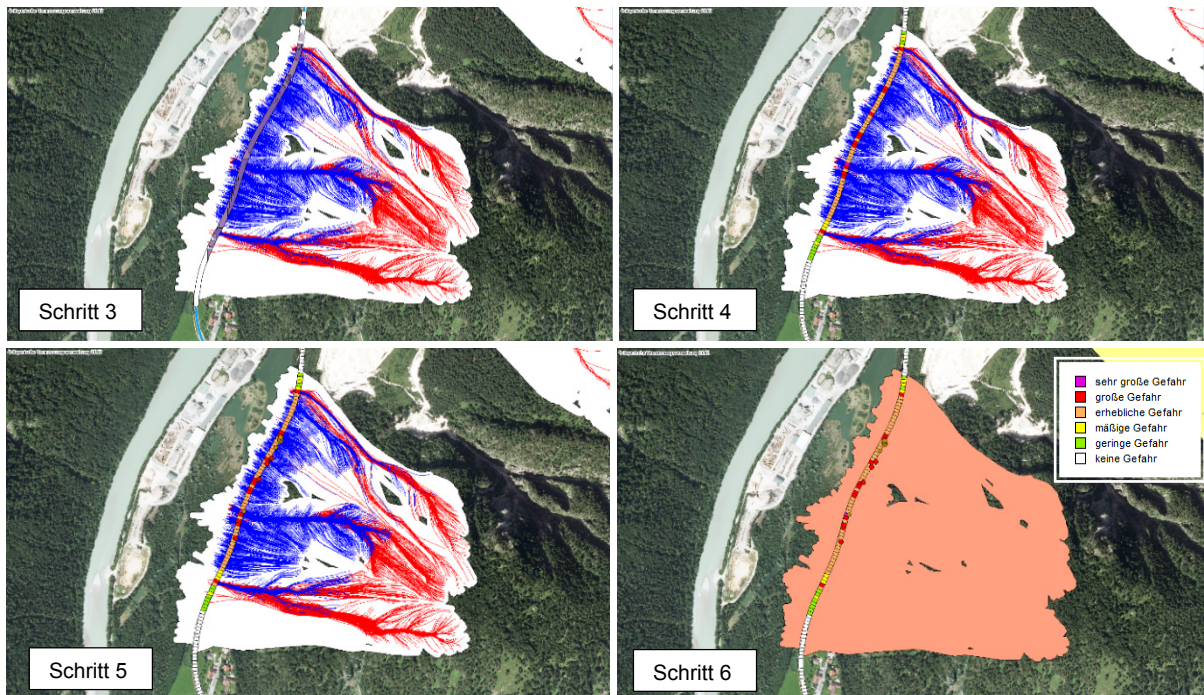 Schritt 3
Schritt 4
Schritt 5
Schritt 6
sehr große Gefahr
große Gefahr
erhebliche Gefahr
mäßige Gefahr
geringe Gefahr
keine Gefahr